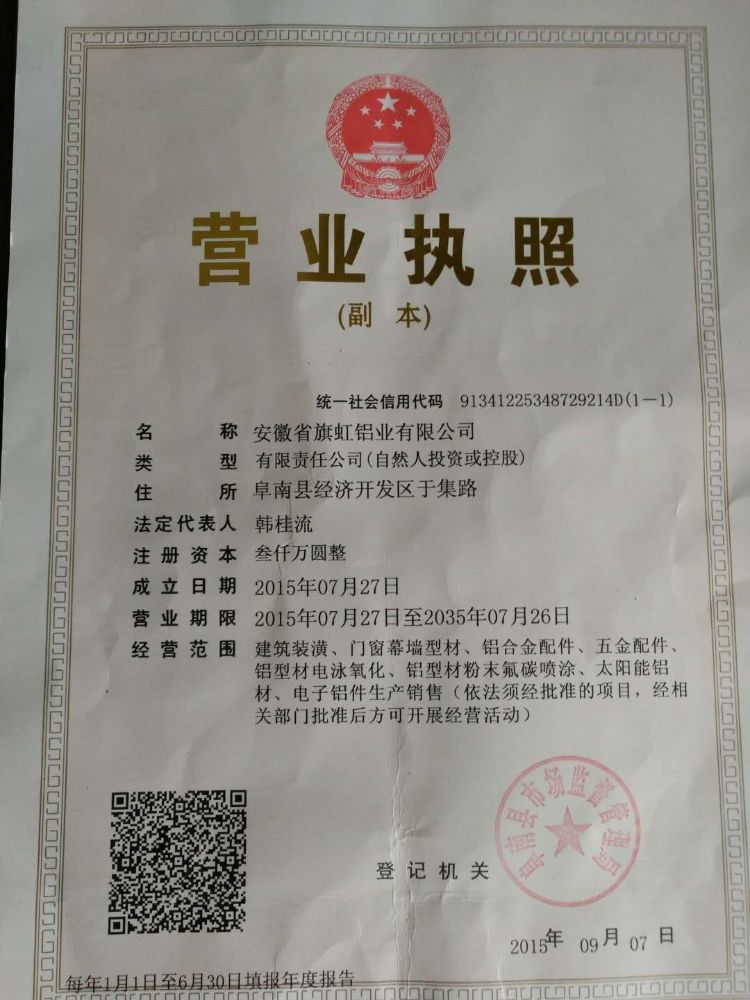 营业执照
(副 本)
统一社会信用代码 91341225348729214D(1-1)
名 称 安徽省旗虹铝业有限公司
类 型 有限责任公司(自然人投资或控股)
住 所 阜南县经济开发区于集路
法定代表人 韩桂流
注册资本 叁仟万圆整
成立日期 2015年07月27日
营业期限 2015年07月27日至2035年07月26日
经营范围 建筑装潢、门窗幕墙型材、铝合金配件、五金配件、
铝型材电泳氧化、铝型材粉末氟碳喷涂、太阳能铝
材、电子铝件生产销售（依法须经批准的项目，经相
关部门批准后方可开展经营活动）
阜南县市场监督管理局
登记机关
2015年 09月 07日
每年1月1日至6月30日填报年度报告